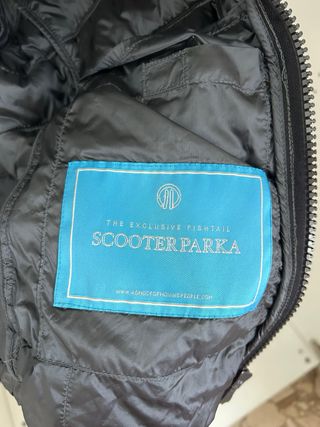 THE EXCLUSIVE FISHTAIL
SCOOTERPARKA